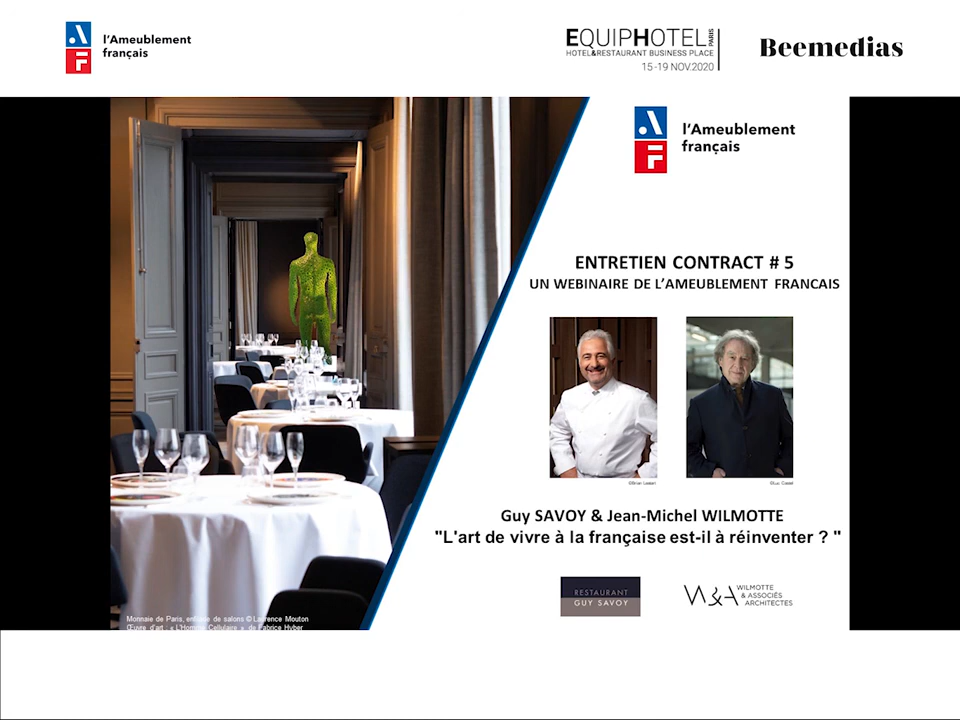 l'Ameublement
français
EQUIPHOTEL PARIS
HOTEL&RESTAURANT BUSINESS PLACE
15-19 NOV.2020
Beemedias
l'Ameublement
français
ENTRETIEN CONTRACT # 5
UN WEBINAIRE DE L'AMEUBLEMENT FRANCAIS
Guy SAVOY & Jean-Michel WILMOTTE
"L'art de vivre à la française est-il à réinventer ? "
RESTAURANT
GUY SAVOY
W&A
WILMOTTE
& ASSOCIÉS
ARCHITECTES
Monnaie de Paris, de salons © Laurence Mouton
Œuvre d'art : « L'Homme Cellulaire », de Fabrice Hyber